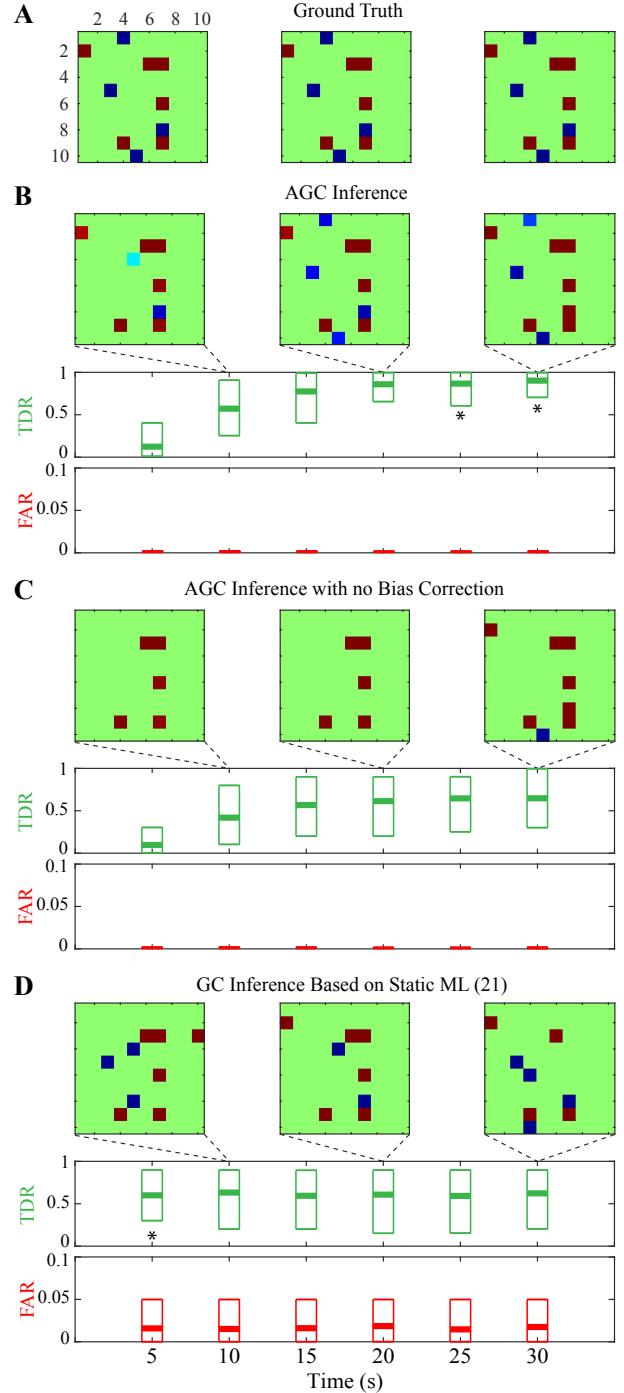 A
Ground Truth
2 4 6 8 10
2
4
6
8
10
B
AGC Inference
TDR
1
0.5
0
*
*
FAR
0.1
0.05
0
C
AGC Inference with no Bias Correction
TDR
1
0.5
0
FAR
0.1
0.05
0
D
GC Inference Based on Static ML (21)
TDR
1
0.5
0
*
FAR
0.1
0.05
0
5 10 15 20 25 30
Time (s)